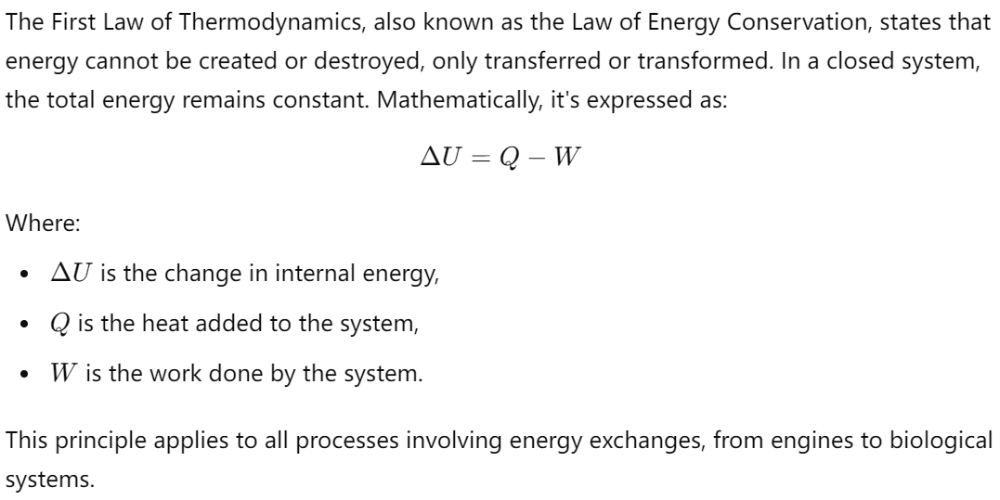 The First Law of Thermodynamics, also known as the Law of Energy Conservation, states that
energy cannot be created or destroyed, only transferred or transformed. In a closed system,
the total energy remains constant. Mathematically, it's expressed as:
ΔU = Q − W
Where:
• ΔU is the change in internal energy,
• Q is the heat added to the system,
• W is the work done by the system.
This principle applies to all processes involving energy exchanges, from engines to biological
systems.